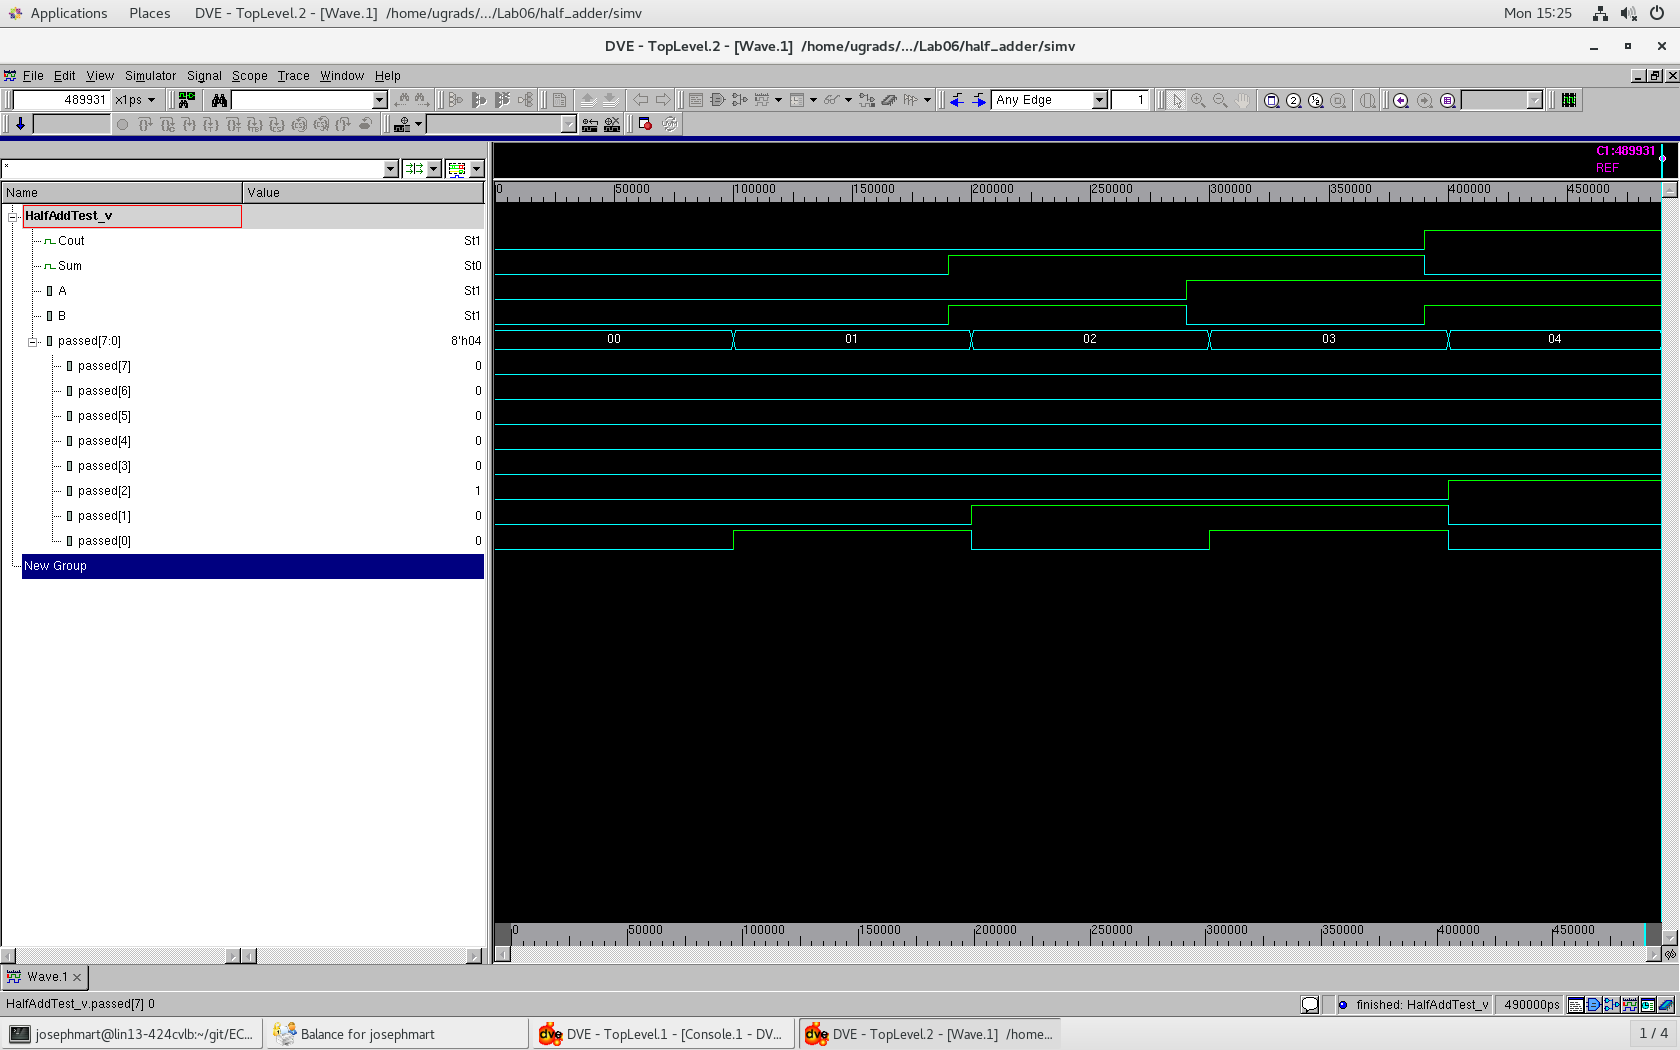 Applications Places DVE - TopLevel.2 - [Wave.1] /home/ugrads/.../Lab06/half_adder/simv Mon 15:25
DVE - TopLevel.2 - [Wave.1] /home/ugrads/.../Lab06/half_adder/simv
File Edit View Simulator Signal Scope Trace Window Help
489931 x1ps Any Edge 1
*
C1:489931
REF
Name Value
0 50000 100000 150000 200000 250000 300000 350000 400000 450000
HalfAddTest_v
Cout St1
Sum St0
A St1
B St1
passed[7:0] 8'h04 00 01 02 03 04
passed[7] 0
passed[6] 0
passed[5] 0
passed[4] 0
passed[3] 0
passed[2] 1
passed[1] 0
passed[0] 0
New Group
0 50000 100000 150000 200000 250000 300000 350000 400000 450000
Wave.1
HalfAddTest_v.passed[7] 0 finished: HalfAddTest_v 490000ps
josephmart@lin13-424cvlb:~/git/EC... Balance for josephmart DVE - TopLevel.1 - [Console.1 - DV... DVE - TopLevel.2 - [Wave.1] /home... 1 / 4